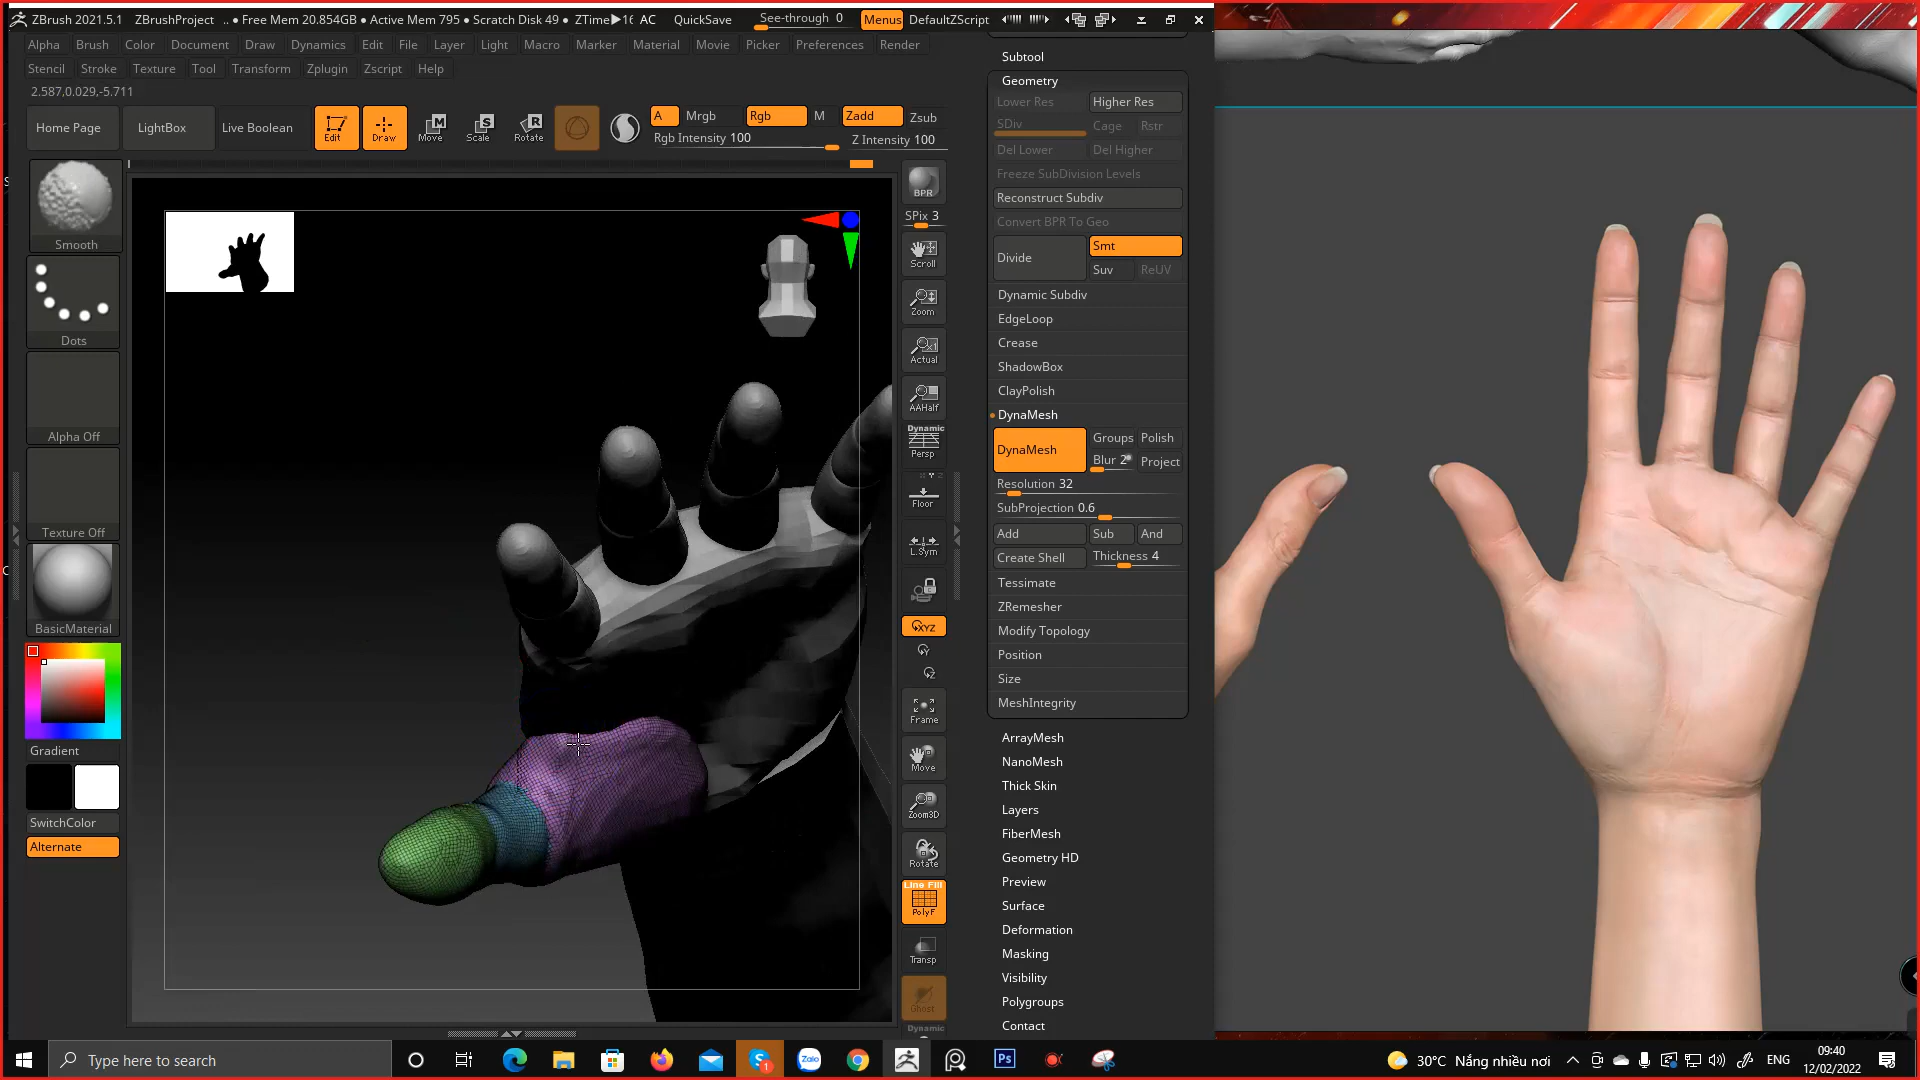 ZBrush 2021.5.1 ZBrushProject .. ● Free Mem 20.854GB ● Active Mem 795 ● Scratch Disk 49 ● ZTime▶16 AC QuickSave See-through 0 Menus DefaultZScript
Alpha Brush Color Document Draw Dynamics Edit File Layer Light Macro Marker Material Movie Picker Preferences Render
Stencil Stroke Texture Tool Transform Zplugin Zscript Help
2.587,0.029,-5.711
Home Page LightBox Live Boolean Edit Draw Move Scale Rotate A Mrgb Rgb M Zadd Zsub
Rgb Intensity 100 Z Intensity 100
Smooth
Dots
Alpha Off
Texture Off
BasicMaterial
Gradient
SwitchColor
Alternate
BPR
SPix 3
Scroll
Zoom
Actual
AAHalf
Dynamic
Persp
Floor
L.Sym
XYZ
Frame
Move
Zoom3D
Rotate
Line Fill
PolyF
Transp
Ghost
Dynamic
Subtool
Geometry
Lower Res Higher Res
SDiv Cage Rstr
Del Lower Del Higher
Freeze SubDivision Levels
Reconstruct Subdiv
Convert BPR To Geo
Divide Smt
Suv ReUV
Dynamic Subdiv
EdgeLoop
Crease
ShadowBox
ClayPolish
DynaMesh
DynaMesh Groups Polish
Blur 2 Project
Resolution 32
SubProjection 0.6
Add Sub And
Create Shell Thickness 4
Tessimate
ZRemesher
Modify Topology
Position
Size
MeshIntegrity
ArrayMesh
NanoMesh
Thick Skin
Layers
FiberMesh
Geometry HD
Preview
Surface
Deformation
Masking
Visibility
Polygroups
Contact
Type here to search
Zalo
Ps
30°C Nắng nhiều nơi
ENG
09:40
12/02/2022